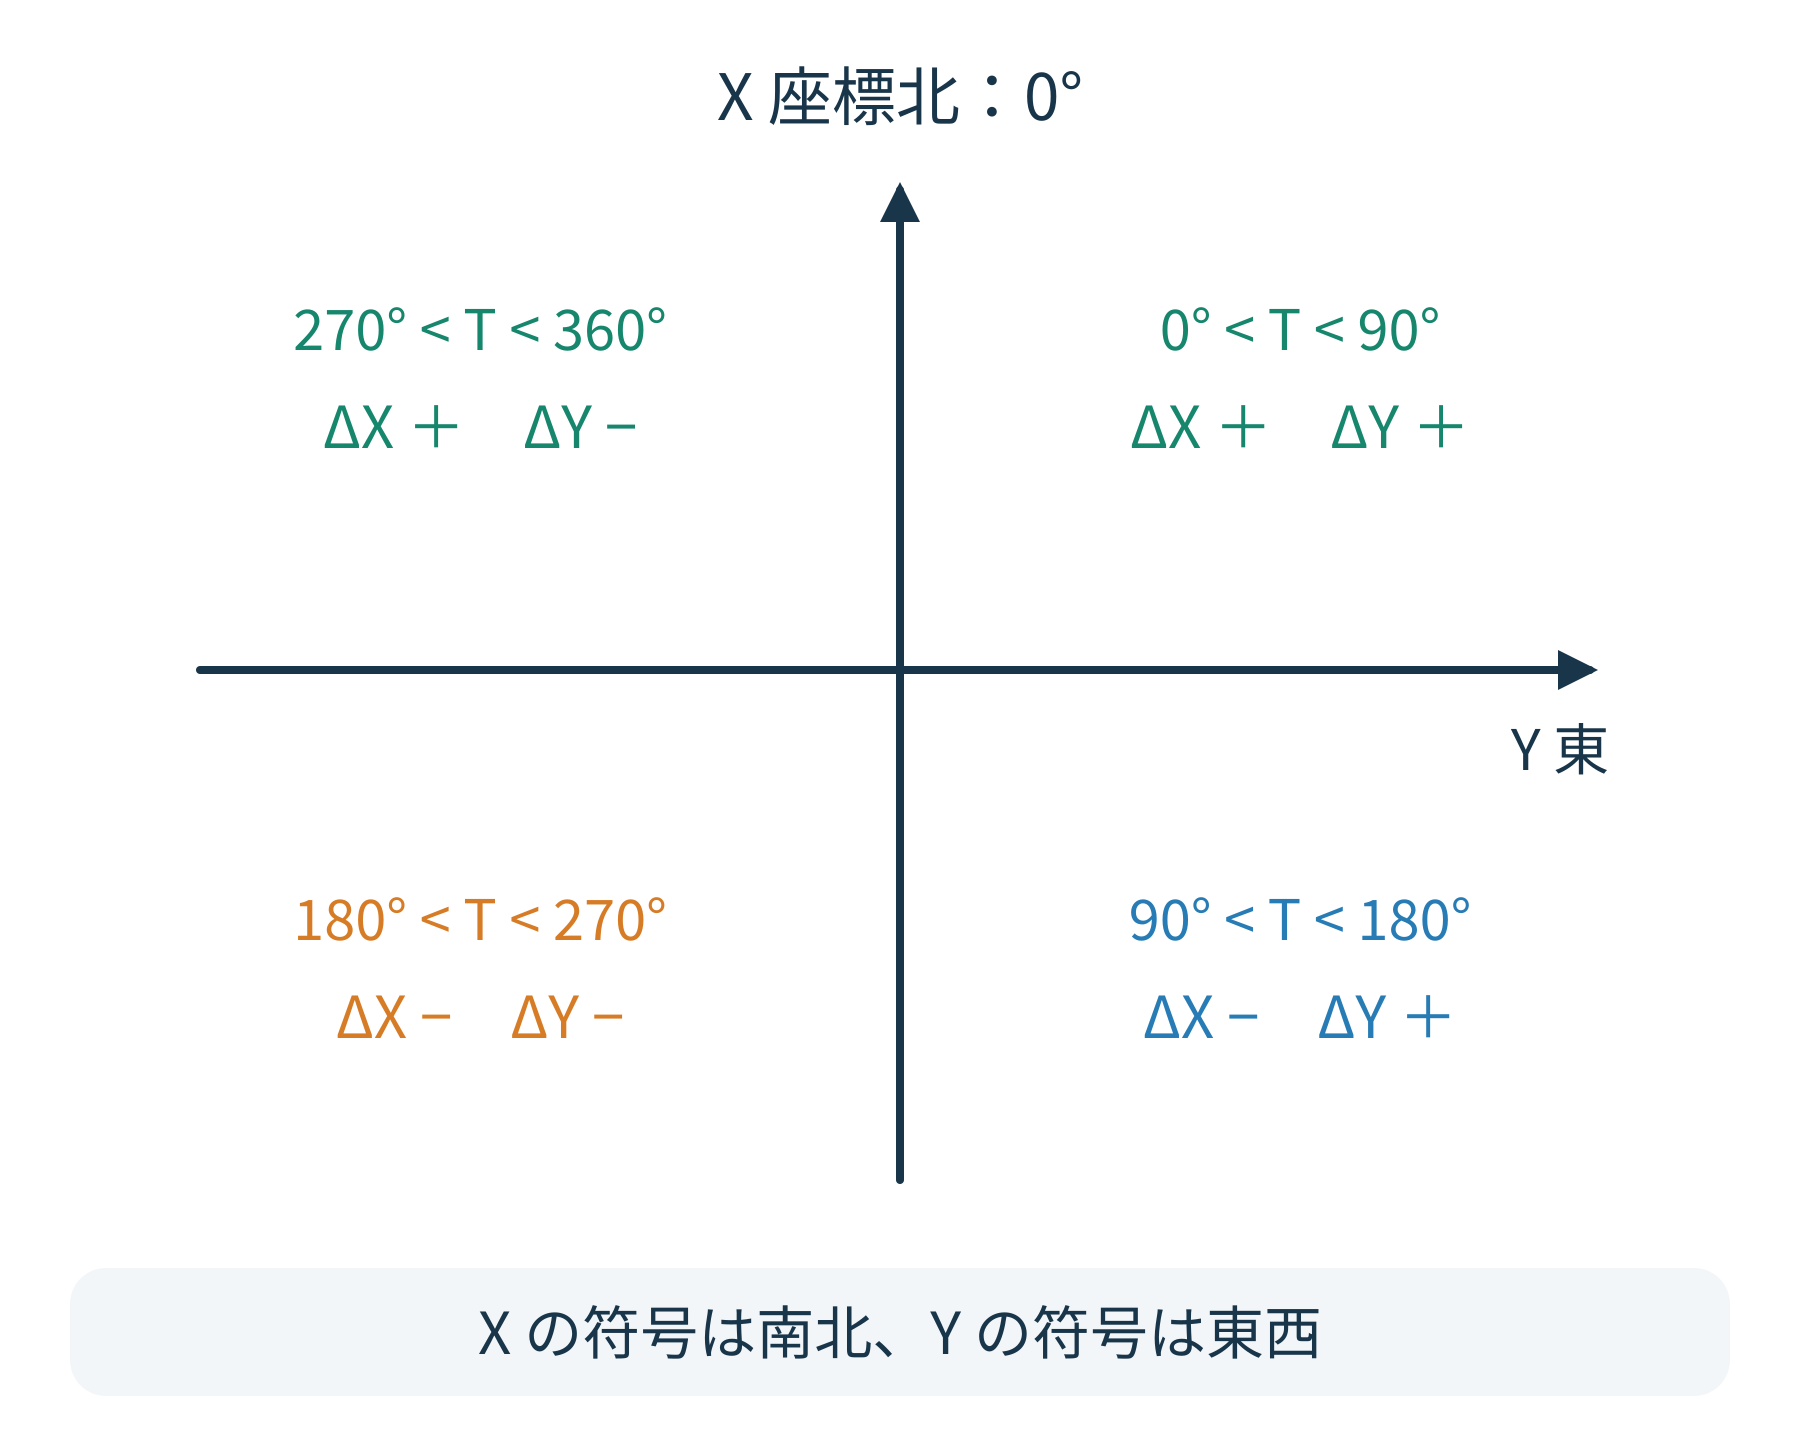 X 座標北：0°
270° < T < 360°
ΔX ＋　ΔY −
0° < T < 90°
ΔX ＋　ΔY ＋
Y 東
180° < T < 270°
ΔX −　ΔY −
90° < T < 180°
ΔX −　ΔY ＋
X の符号は南北、Y の符号は東西